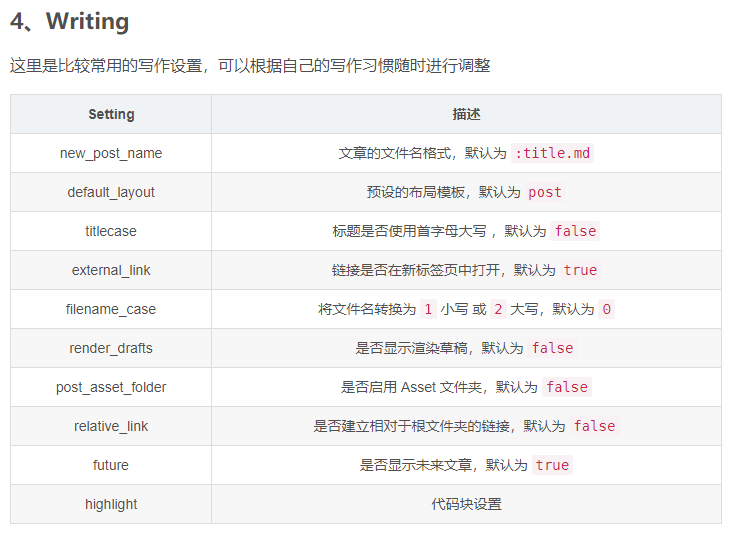 4、Writing
这里是比较常用的写作设置，可以根据自己的写作习惯随时进行调整
Setting 描述
new_post_name 文章的文件名格式，默认为 :title.md
default_layout 预设的布局模板，默认为 post
titlecase 标题是否使用首字母大写 ，默认为 false
external_link 链接是否在新标签页中打开，默认为 true
filename_case 将文件名转换为 1 小写 或 2 大写，默认为 0
render_drafts 是否显示渲染草稿，默认为 false
post_asset_folder 是否启用 Asset 文件夹，默认为 false
relative_link 是否建立相对于根文件夹的链接，默认为 false
future 是否显示未来文章，默认为 true
highlight 代码块设置